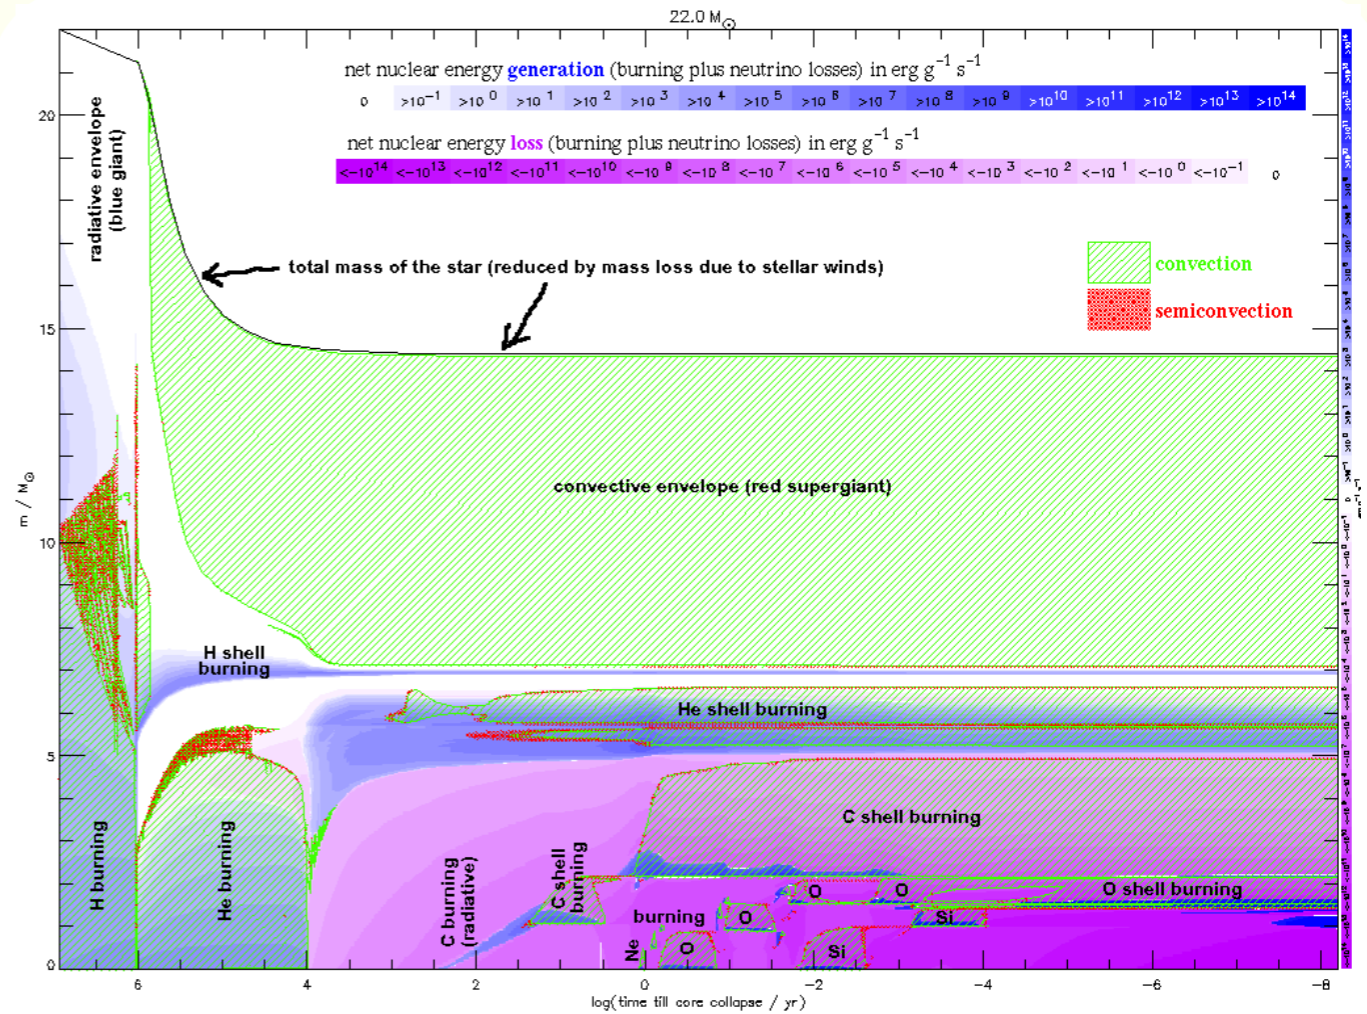 22.0 M⊙
net nuclear energy generation (burning plus neutrino losses) in erg g⁻¹ s⁻¹
0 >10⁻¹ >10⁰ >10¹ >10² >10³ >10⁴ >10⁵ >10⁶ >10⁷ >10⁸ >10⁹ >10¹⁰ >10¹¹ >10¹² >10¹³ >10¹⁴
net nuclear energy loss (burning plus neutrino losses) in erg g⁻¹ s⁻¹
<-10¹⁴ <-10¹³ <-10¹² <-10¹¹ <-10¹⁰ <-10⁹ <-10⁸ <-10⁷ <-10⁶ <-10⁵ <-10⁴ <-10³ <-10² <-10¹ <-10⁰ <-10⁻¹ 0
radiative envelope
(blue giant)
convection
semiconvection
total mass of the star (reduced by mass loss due to stellar winds)
convective envelope (red supergiant)
H shell
burning
He shell burning
C shell burning
H burning
He burning
C burning
(radiative)
C shell
burning
O
O
O shell burning
burning
O
Si
Ne
O
Si
20
15
10
5
0
m / M⊙
6
4
2
0
-2
-4
-6
-8
log(time till core collapse / yr)